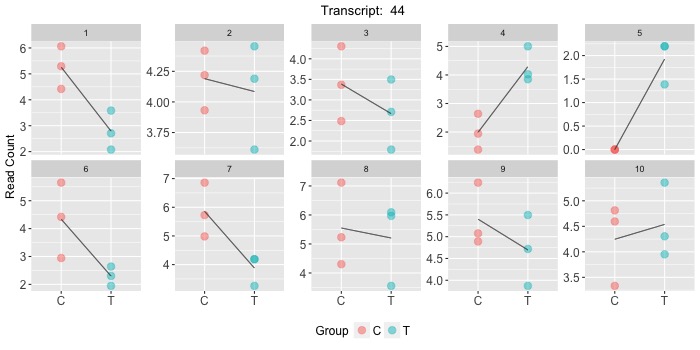 Transcript: 44
1 2 3 4 5
6 5 4 3 2
4.25 4.00 3.75
4.0 3.5 3.0 2.5 2.0
5 4 3 2
2.0 1.5 1.0 0.5 0.0
Read Count
6 7 8 9 10
5 4 3 2
7 6 5 4
7 6 5 4
6.0 5.5 5.0 4.5 4.0
5.0 4.5 4.0 3.5
C T C T C T C T C T
Group C T